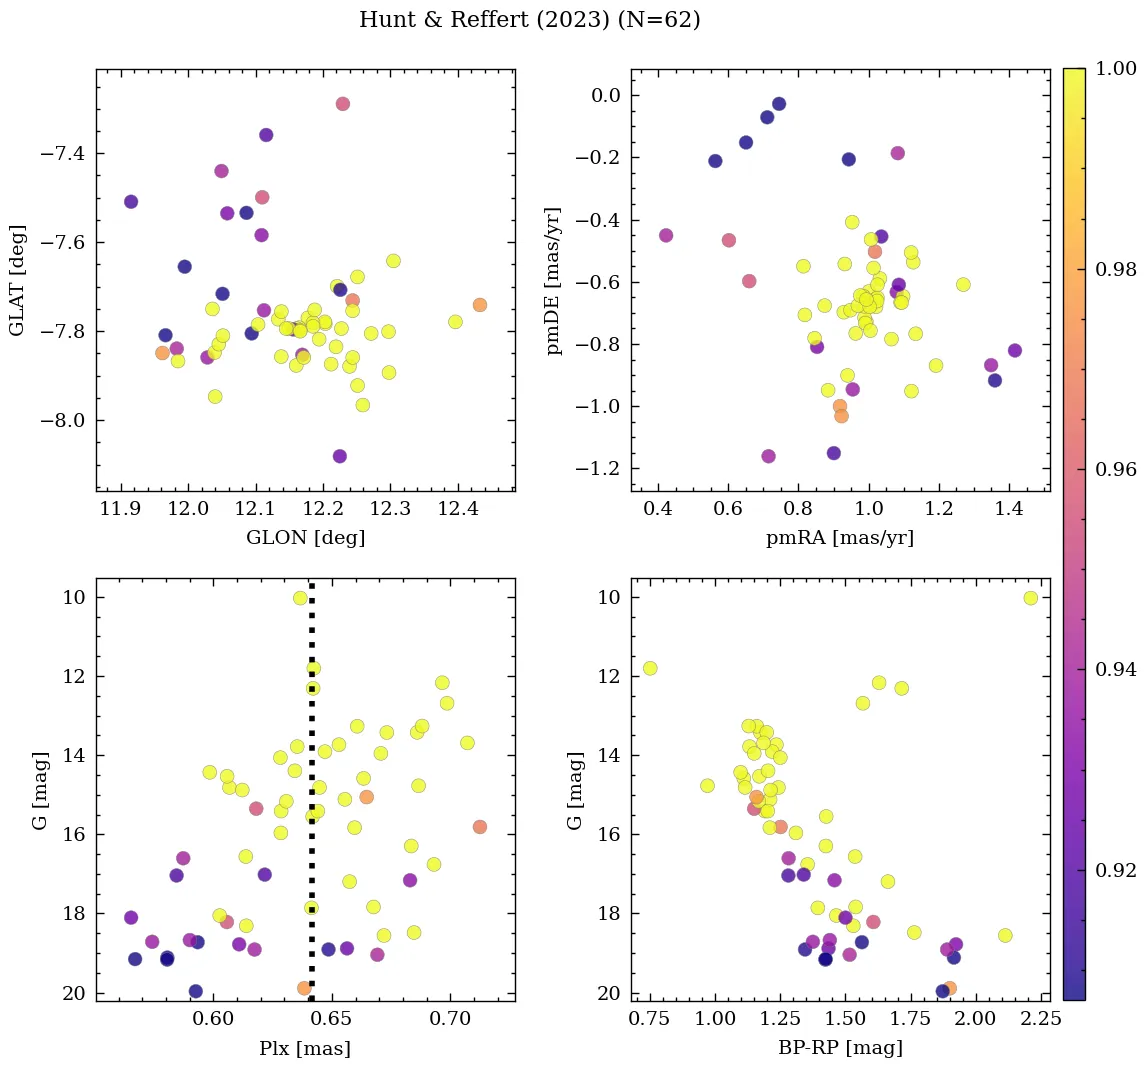 Hunt & Reffert (2023) (N=62)
GLAT [deg]
−7.4
−7.6
−7.8
−8.0
11.9 12.0 12.1 12.2 12.3 12.4
GLON [deg]
pmDE [mas/yr]
0.0
−0.2
−0.4
−0.6
−0.8
−1.0
−1.2
0.4 0.6 0.8 1.0 1.2 1.4
pmRA [mas/yr]
G [mag]
10
12
14
16
18
20
0.60 0.65 0.70
Plx [mas]
G [mag]
10
12
14
16
18
20
0.75 1.00 1.25 1.50 1.75 2.00 2.25
BP-RP [mag]
1.00
0.98
0.96
0.94
0.92